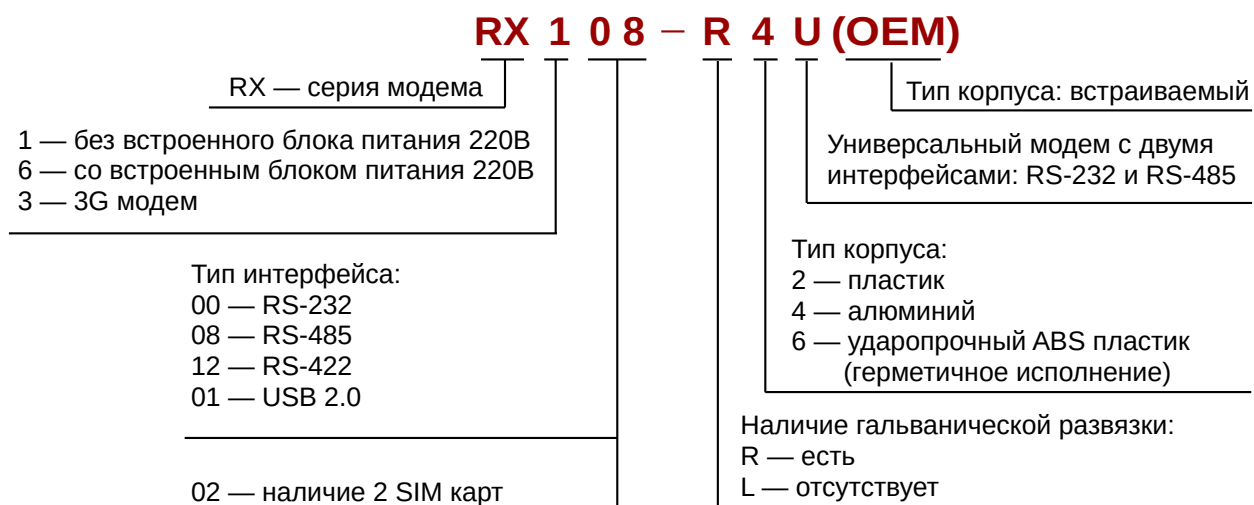 RX 1 0 8 – R 4 U (OEM)
RX — серия модема
1 — без встроенного блока питания 220В
6 — со встроенным блоком питания 220В
3 — 3G модем
Тип интерфейса:
00 — RS-232
08 — RS-485
12 — RS-422
01 — USB 2.0
02 — наличие 2 SIM карт
Тип корпуса: встраиваемый
Универсальный модем с двумя
интерфейсами: RS-232 и RS-485
Тип корпуса:
2 — пластик
4 — алюминий
6 — ударопрочный ABS пластик
(герметичное исполнение)
Наличие гальванической развязки:
R — есть
L — отсутствует